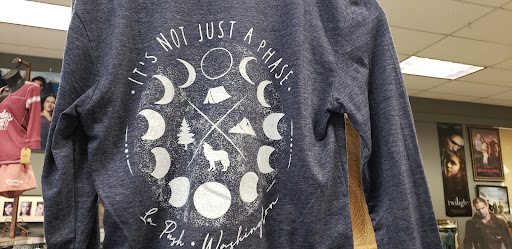 • IT'S NOT JUST A PHASE •
La Push • Washington
twilight